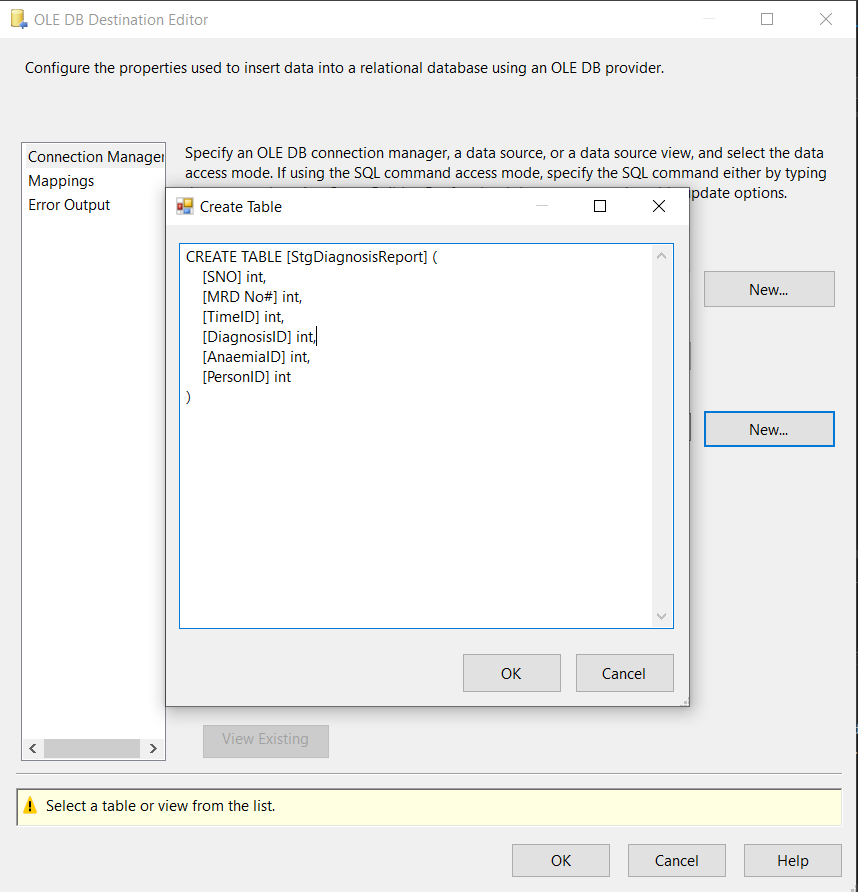 OLE DB Destination Editor
Configure the properties used to insert data into a relational database using an OLE DB provider.
Connection Manager
Mappings
Error Output
Specify an OLE DB connection manager, a data source, or a data source view, and select the data
access mode. If using the SQL command access mode, specify the SQL command either by typing
update options.
Create Table
CREATE TABLE [StgDiagnosisReport] (
[SNO] int,
[MRD No#] int,
[TimeID] int,
[DiagnosisID] int,
[AnaemiaID] int,
[PersonID] int
)
New...
New...
OK
Cancel
View Existing
Select a table or view from the list.
OK
Cancel
Help